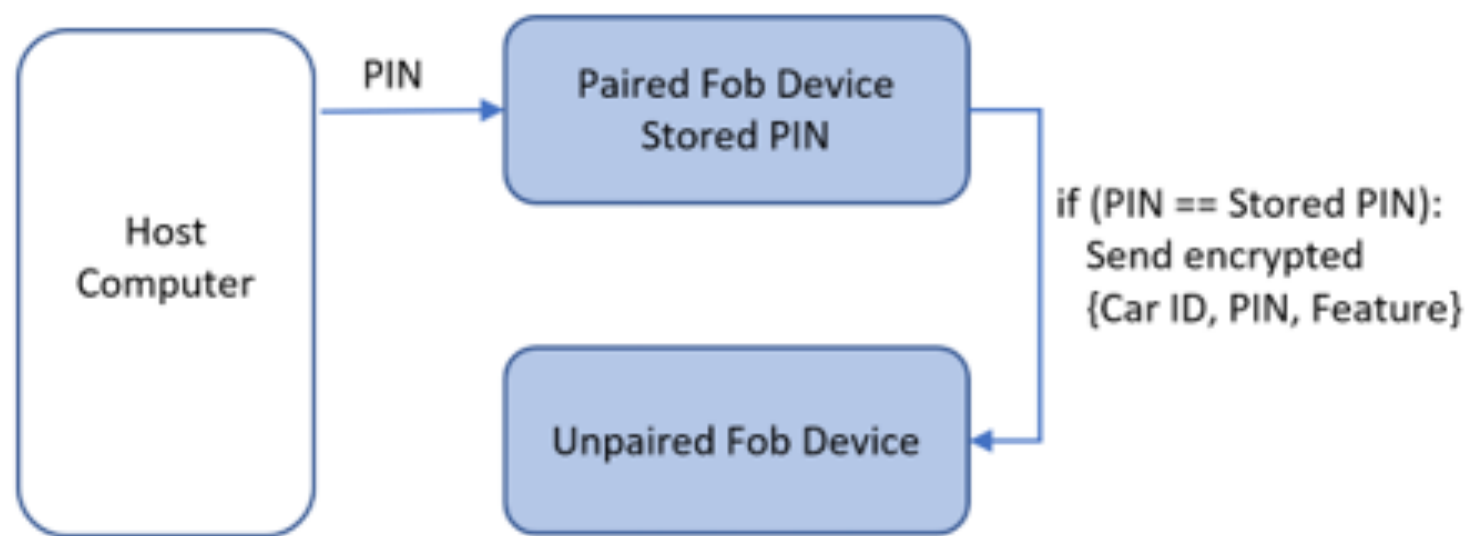 PIN
Paired Fob Device
Stored PIN
Host
Computer
if (PIN == Stored PIN):
Send encrypted
{Car ID, PIN, Feature}
Unpaired Fob Device